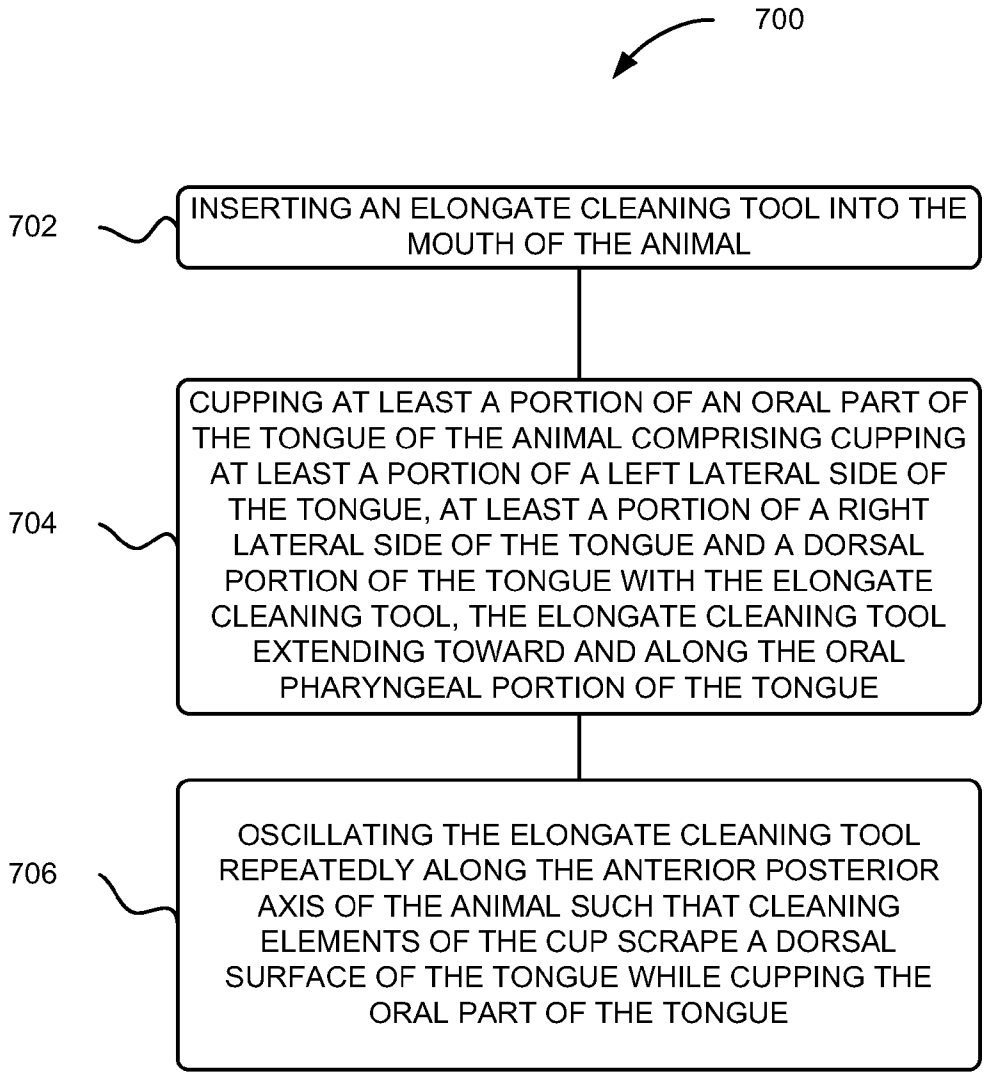 700
702
INSERTING AN ELONGATE CLEANING TOOL INTO THE
MOUTH OF THE ANIMAL
704
CUPPING AT LEAST A PORTION OF AN ORAL PART OF
THE TONGUE OF THE ANIMAL COMPRISING CUPPING
AT LEAST A PORTION OF A LEFT LATERAL SIDE OF
THE TONGUE, AT LEAST A PORTION OF A RIGHT
LATERAL SIDE OF THE TONGUE AND A DORSAL
PORTION OF THE TONGUE WITH THE ELONGATE
CLEANING TOOL, THE ELONGATE CLEANING TOOL
EXTENDING TOWARD AND ALONG THE ORAL
PHARYNGEAL PORTION OF THE TONGUE
706
OSCILLATING THE ELONGATE CLEANING TOOL
REPEATEDLY ALONG THE ANTERIOR POSTERIOR
AXIS OF THE ANIMAL SUCH THAT CLEANING
ELEMENTS OF THE CUP SCRAPE A DORSAL
SURFACE OF THE TONGUE WHILE CUPPING THE
ORAL PART OF THE TONGUE